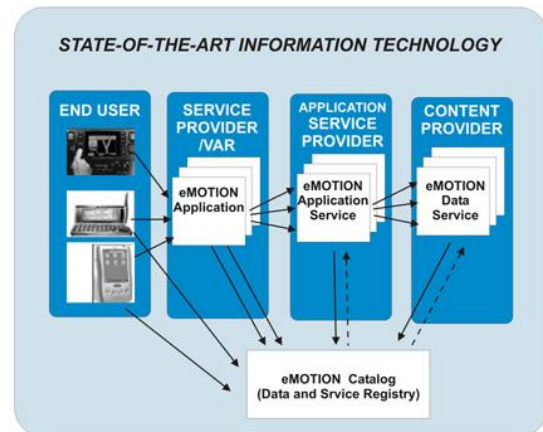 STATE-OF-THE-ART INFORMATION TECHNOLOGY
END USER
SERVICE
PROVIDER
/VAR
eMOTION
Application
APPLICATION
SERVICE
PROVIDER
eMOTION
Application
Service
CONTENT
PROVIDER
eMOTION
Data
Service
eMOTION Catalog
(Data and Srvice Registry)